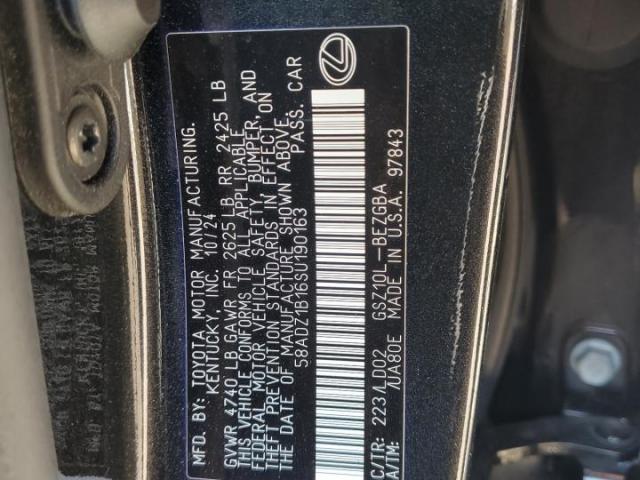 MFD. BY: TOYOTA MOTOR MANUFACTURING.
KENTUCKY, INC. 10/24
GVWR 4740 LB GAWR FR 2625 LB, RR 2425 LB
THIS VEHICLE CONFORMS TO ALL APPLICABLE
FEDERAL MOTOR VEHICLE SAFETY, BUMPER, AND
THEFT PREVENTION STANDARDS IN EFFECT ON
THE DATE OF MANUFACTURE SHOWN ABOVE.
58ADZ1B16SU190163 PASS. CAR
C/TR: 223/LD02 GSZ10L-BEZGBA
A/TM: /UA80E MADE IN U.S.A. 97843